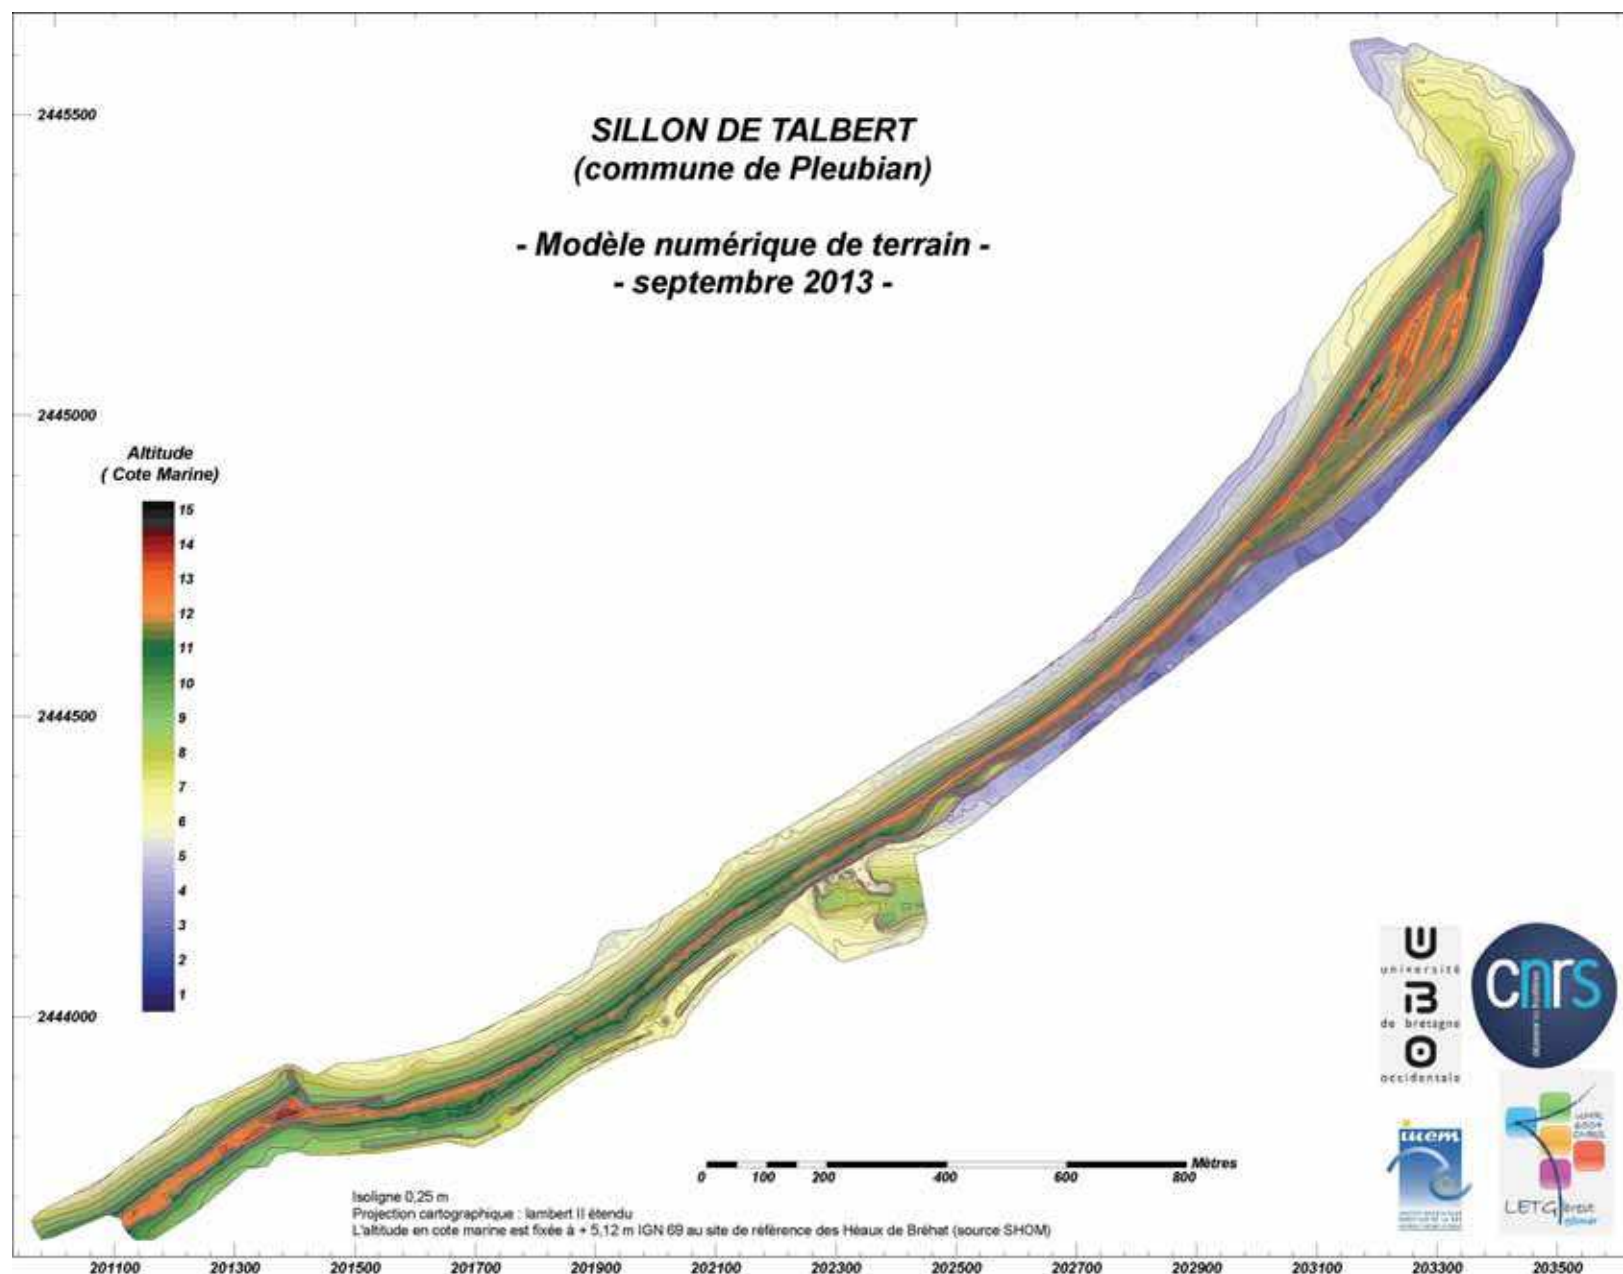 SILLON DE TALBERT
(commune de Pleubian)
- Modèle numérique de terrain -
- septembre 2013 -
2445500
2445000
2444500
2444000
Altitude
( Cote Marine)
15
14
13
12
11
10
9
8
7
6
5
4
3
2
1
0
100
200
400
600
800
Mètres
Isoligne 0,25 m
Projection cartographique : lambert II étendu
L'altitude en cote marine est fixée à + 5,12 m IGN 69 au site de référence des Héaux de Bréhat (source SHOM)
201100
201300
201500
201700
201900
202100
202300
202500
202700
202900
203100
203300
203500
U
université
B
de bretagne
O
occidentale
cnrs
iuem
LETG